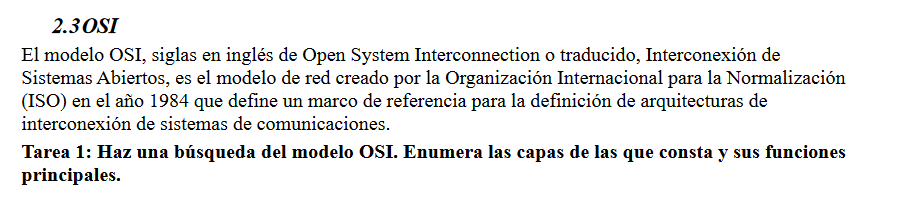 2.3 OSI
El modelo OSI, siglas en inglés de Open System Interconnection o traducido, Interconexión de
Sistemas Abiertos, es el modelo de red creado por la Organización Internacional para la Normalización
(ISO) en el año 1984 que define un marco de referencia para la definición de arquitecturas de
interconexión de sistemas de comunicaciones.
Tarea 1: Haz una búsqueda del modelo OSI. Enumera las capas de las que consta y sus funciones
principales.